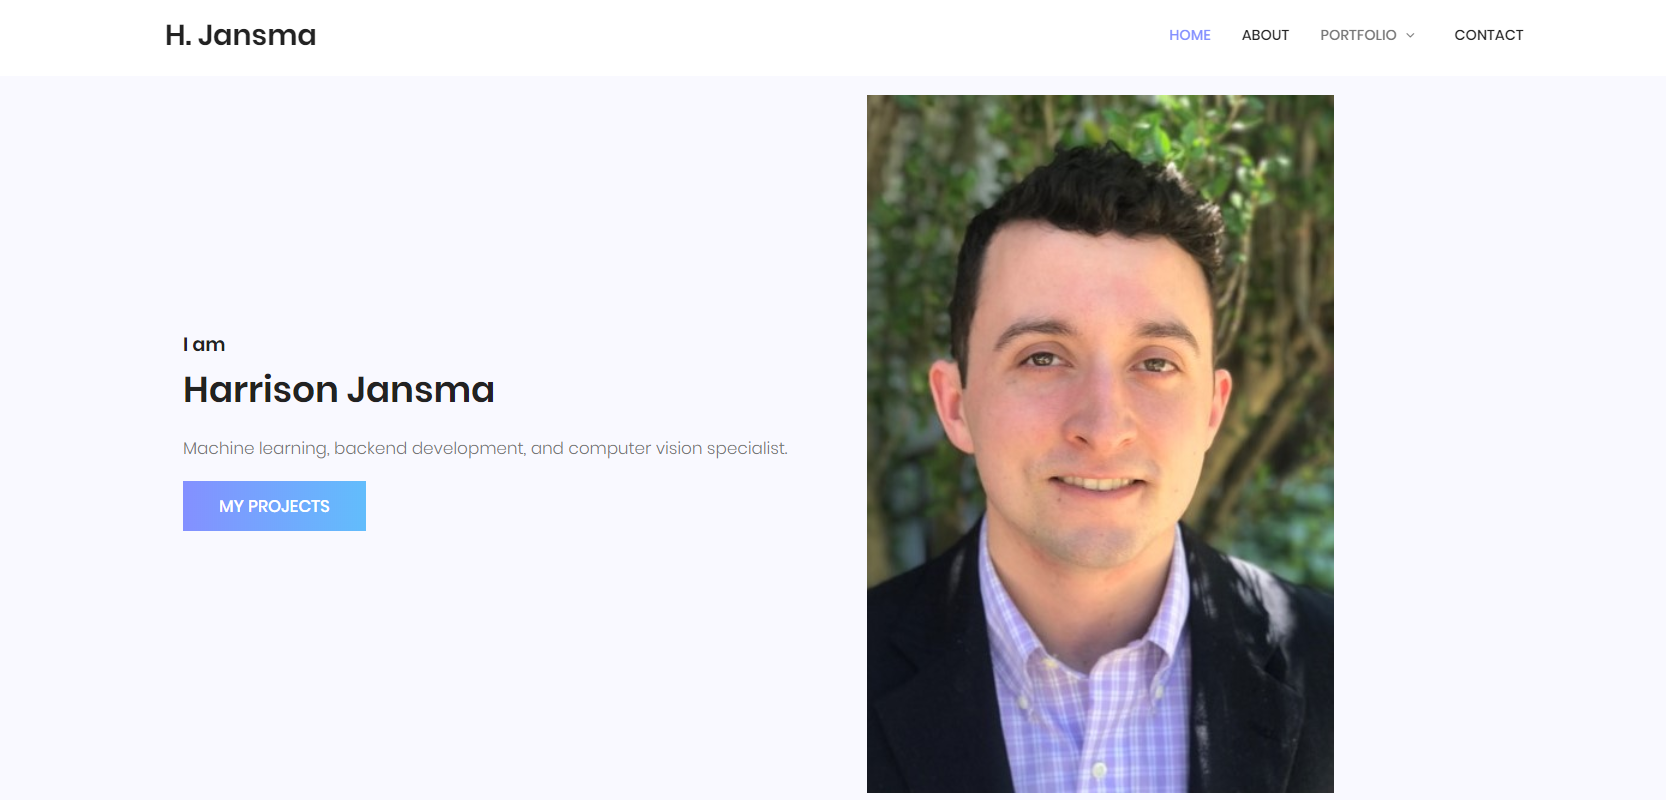 H. Jansma
HOME ABOUT PORTFOLIO CONTACT
I am
Harrison Jansma
Machine learning, backend development, and computer vision specialist.
MY PROJECTS